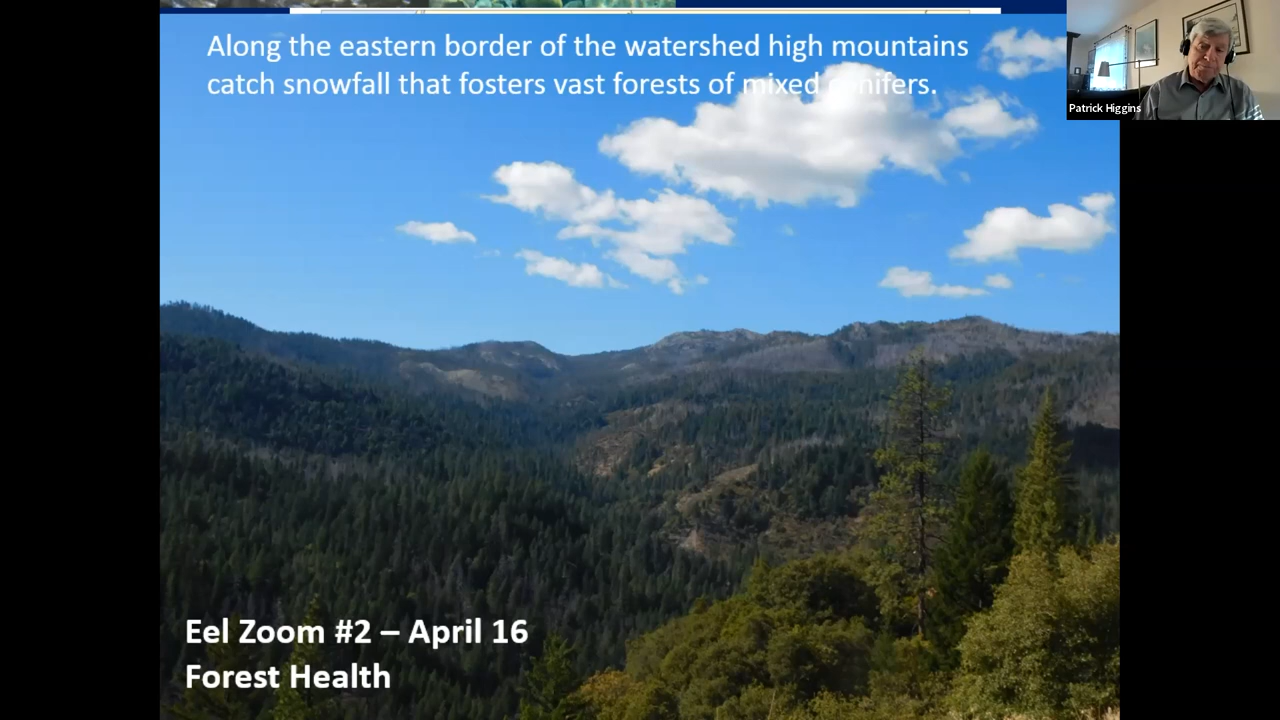 Along the eastern border of the watershed high mountains
catch snowfall that fosters vast forests of mixed conifers.
Patrick Higgins
Eel Zoom #2 – April 16
Forest Health